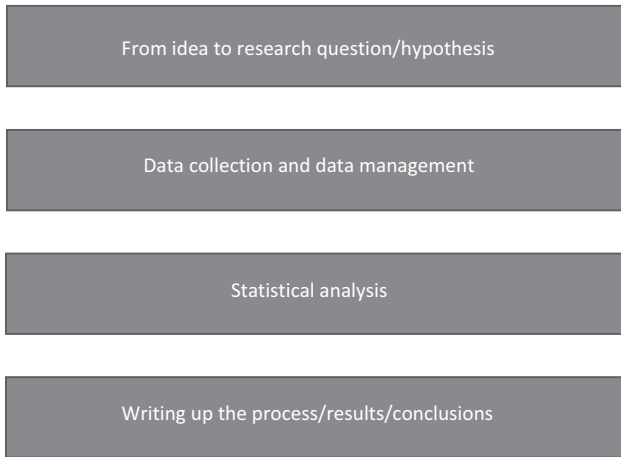 From idea to research question/hypothesis
Data collection and data management
Statistical analysis
Writing up the process/results/conclusions